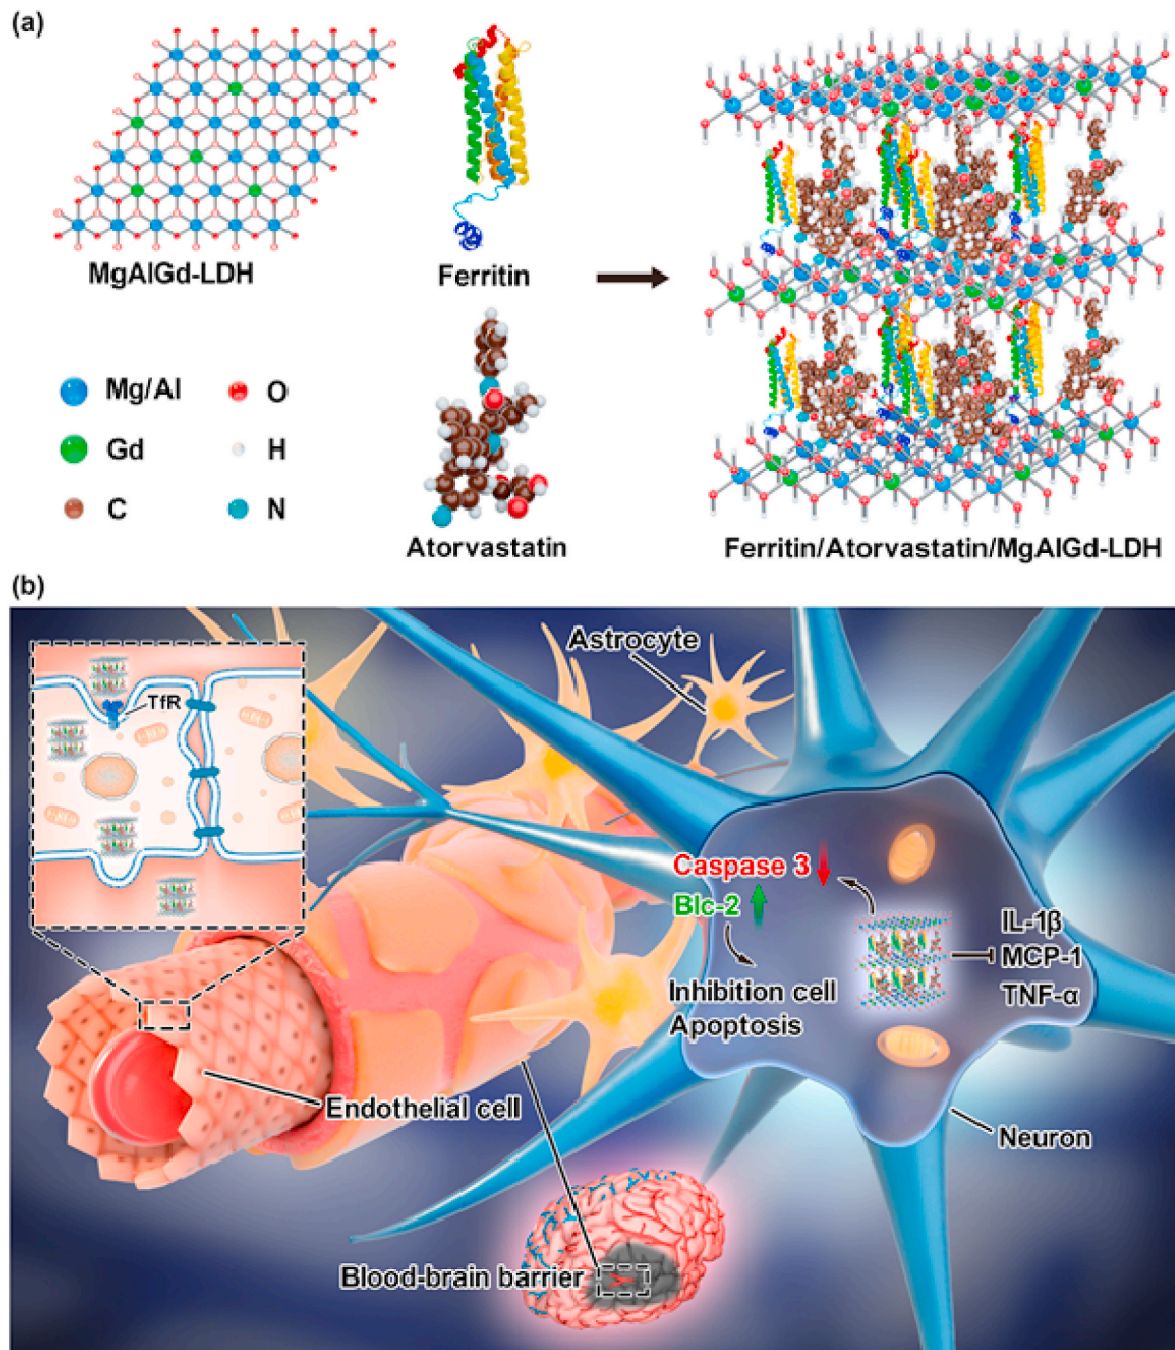 (a)
MgAlGd-LDH
Ferritin
Mg/Al
O
Gd
H
C
N
Atorvastatin
Ferritin/Atorvastatin/MgAlGd-LDH
(b)
Astrocyte
TfR
Caspase 3
Blc-2
IL-1β
MCP-1
TNF-α
Inhibition cell
Apoptosis
Endothelial cell
Neuron
Blood-brain barrier